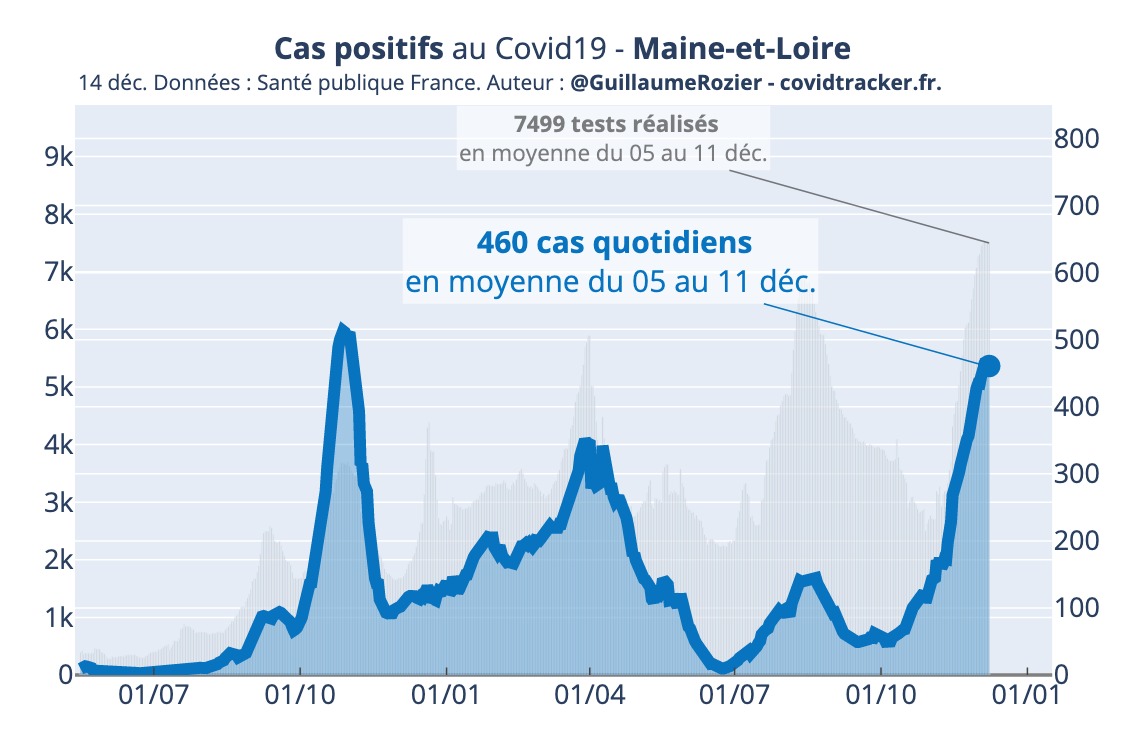 Cas positifs au Covid19 - Maine-et-Loire
14 déc. Données : Santé publique France. Auteur : @GuillaumeRozier - covidtracker.fr.
7499 tests réalisés
en moyenne du 05 au 11 déc.
460 cas quotidiens
en moyenne du 05 au 11 déc.
9k
8k
7k
6k
5k
4k
3k
2k
1k
0
800
700
600
500
400
300
200
100
0
01/07 01/10 01/01 01/04 01/07 01/10 01/01